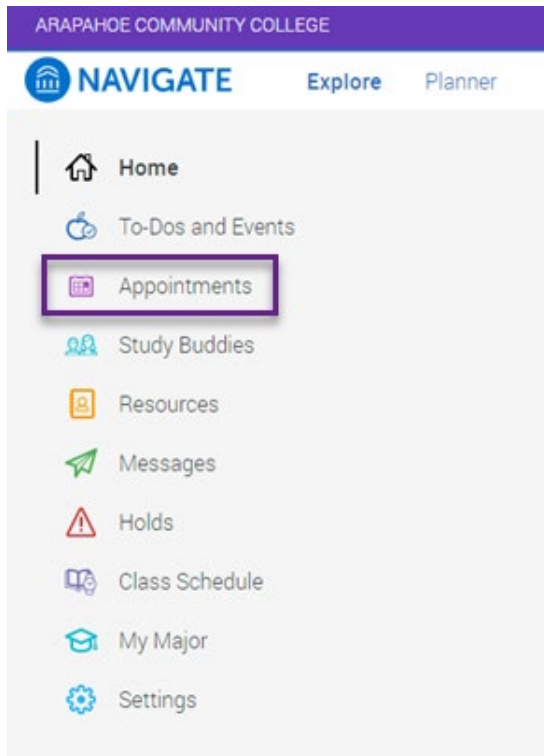 ARAPAHOE COMMUNITY COLLEGE
NAVIGATE Explore Planner
Home
To-Dos and Events
Appointments
Study Buddies
Resources
Messages
Holds
Class Schedule
My Major
Settings